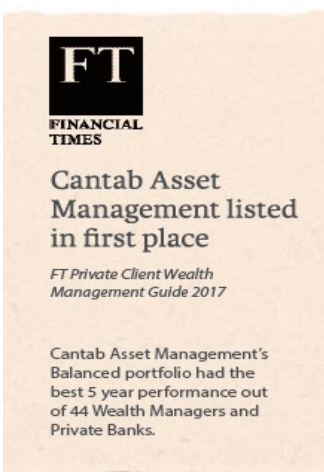 FT
FINANCIAL
TIMES
Cantab Asset
Management listed
in first place
FT Private Client Wealth
Management Guide 2017
Cantab Asset Management's
Balanced portfolio had the
best 5 year performance out
of 44 Wealth Managers and
Private Banks.